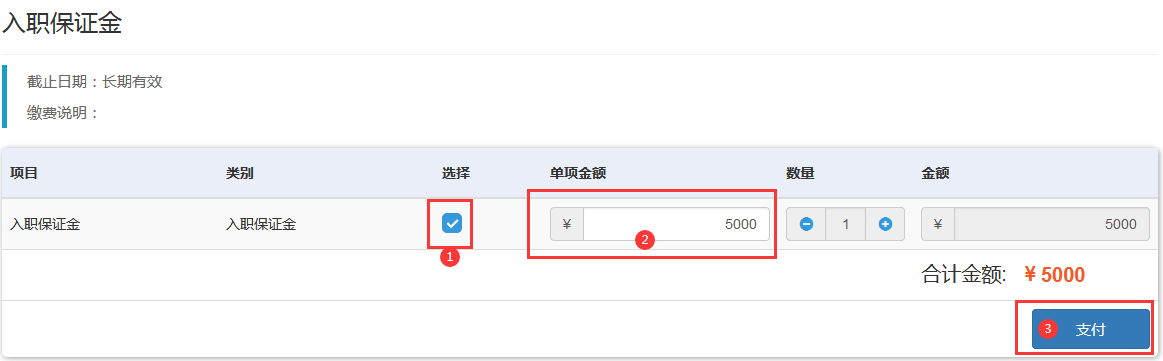 入职保证金
截止日期：长期有效
缴费说明：
项目 类别 选择 单项金额 数量 金额
入职保证金 入职保证金 ¥ 5000 1 ¥ 5000
1 2
合计金额: ¥ 5000
3 支付